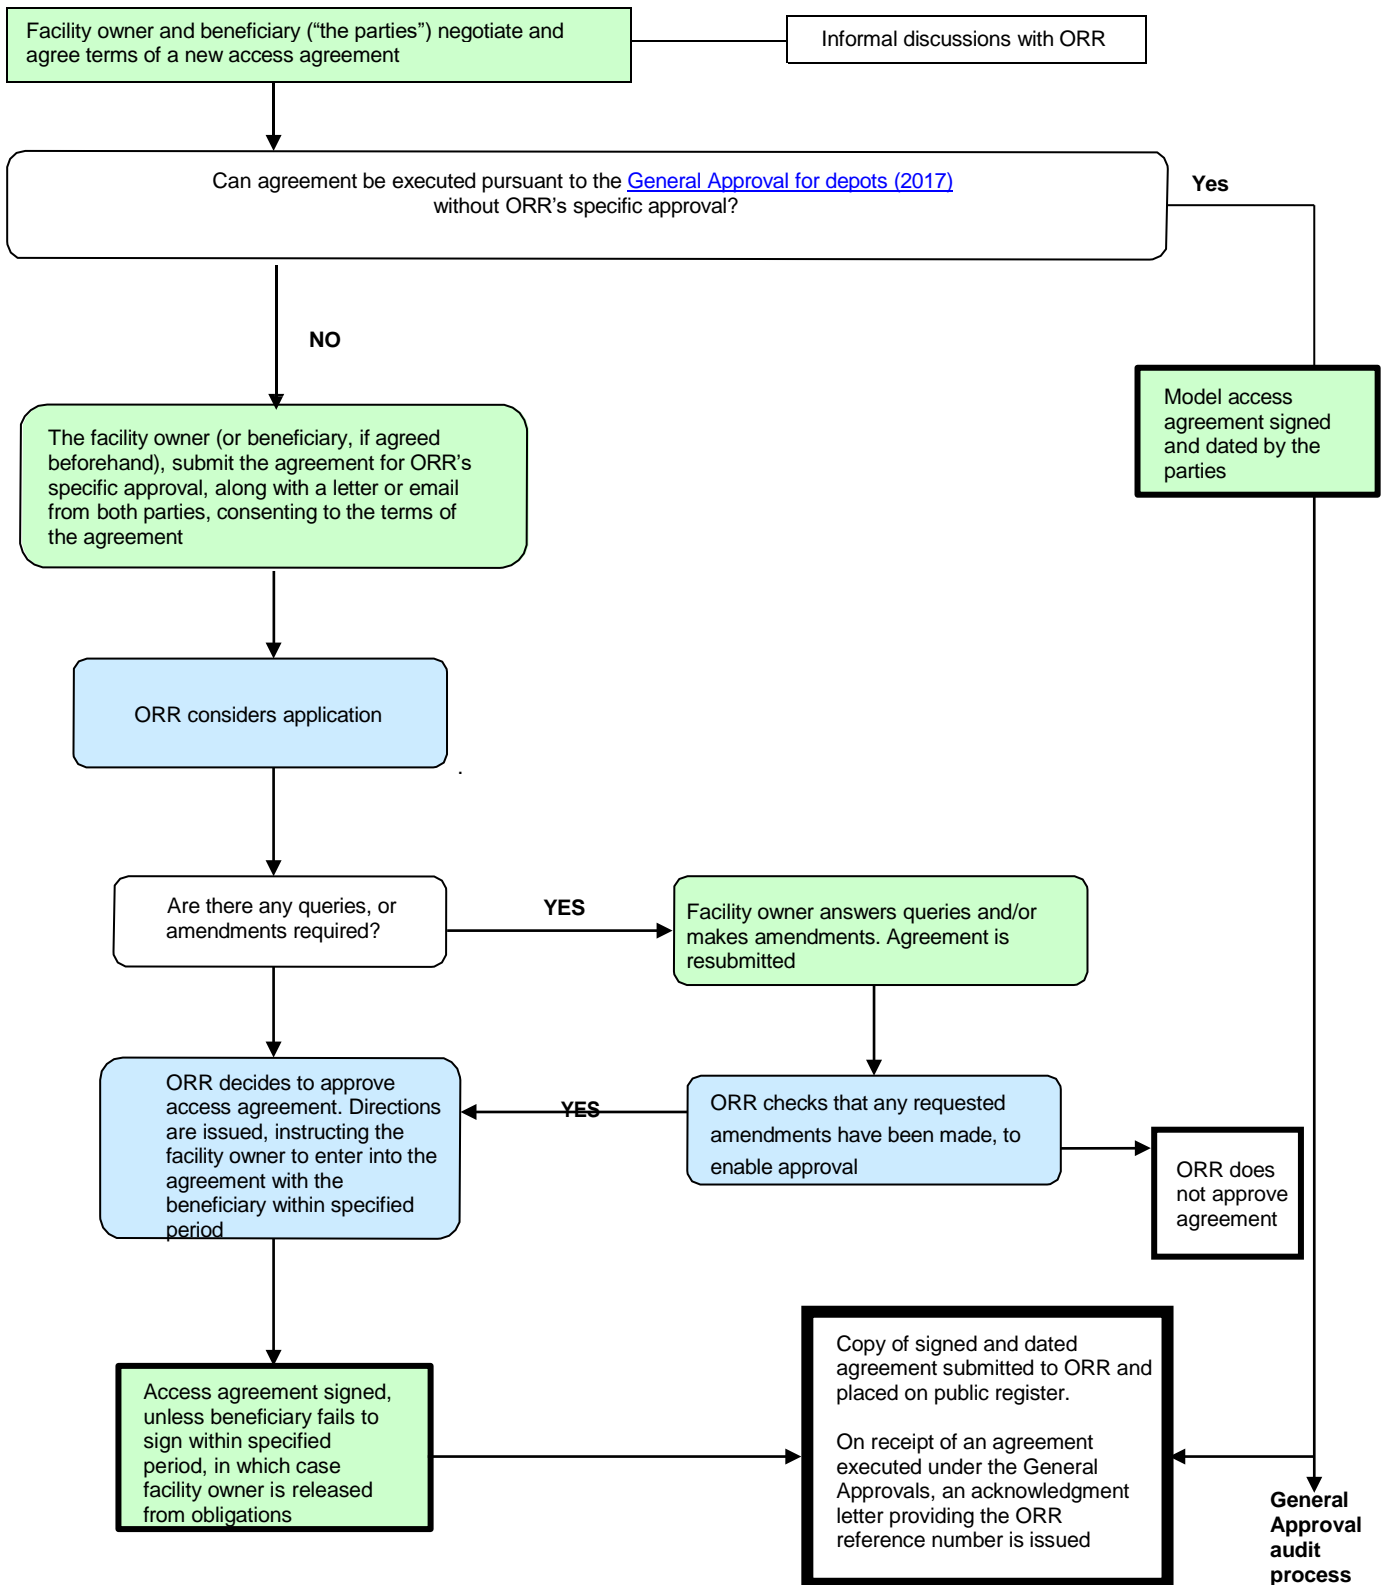 Facility owner and beneficiary (“the parties”) negotiate and
agree terms of a new access agreement
Informal discussions with ORR
Can agreement be executed pursuant to the General Approval for depots (2017)
without ORR’s specific approval?
Yes
NO
Model access
agreement signed
and dated by the
parties
The facility owner (or beneficiary, if agreed
beforehand), submit the agreement for ORR’s
specific approval, along with a letter or email
from both parties, consenting to the terms of
the agreement
ORR considers application
.
Are there any queries, or
amendments required?
YES
Facility owner answers queries and/or
makes amendments. Agreement is
resubmitted
ORR decides to approve
access agreement. Directions
are issued, instructing the
facility owner to enter into the
agreement with the
beneficiary within specified
period
YES
ORR checks that any requested
amendments have been made, to
enable approval
ORR does
not approve
agreement
Access agreement signed,
unless beneficiary fails to
sign within specified
period, in which case
facility owner is released
from obligations
Copy of signed and dated
agreement submitted to ORR and
placed on public register.
On receipt of an agreement
executed under the General
Approvals, an acknowledgment
letter providing the ORR
reference number is issued
General
Approval
audit
process